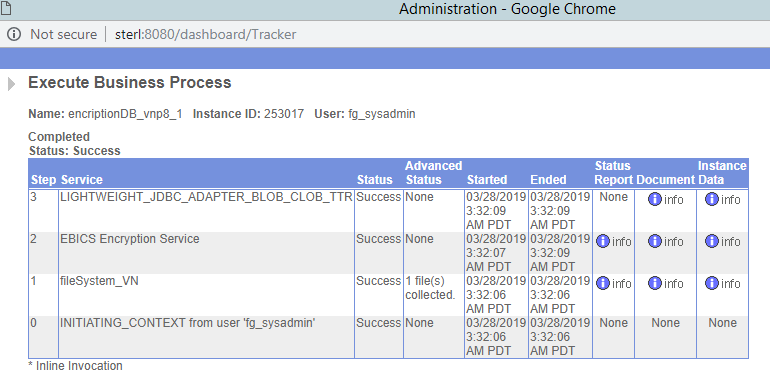 Administration - Google Chrome
Not secure | sterl:8080/dashboard/Tracker
Execute Business Process
Name: encriptionDB_vnp8_1 Instance ID: 253017 User: fg_sysadmin
Completed
Status: Success
Step Service Status Advanced Status Started Ended Status Report Document Instance Data
3 LIGHTWEIGHT_JDBC_ADAPTER_BLOB_CLOB_TTR Success None 03/28/2019 3:32:09 AM PDT 03/28/2019 3:32:09 AM PDT None info info
2 EBICS Encryption Service Success None 03/28/2019 3:32:07 AM PDT 03/28/2019 3:32:09 AM PDT info info info
1 fileSystem_VN Success 1 file(s) collected. 03/28/2019 3:32:06 AM PDT 03/28/2019 3:32:06 AM PDT info info info
0 INITIATING_CONTEXT from user 'fg_sysadmin' Success None 03/28/2019 3:32:06 AM PDT 03/28/2019 3:32:06 AM PDT None None None
* Inline Invocation